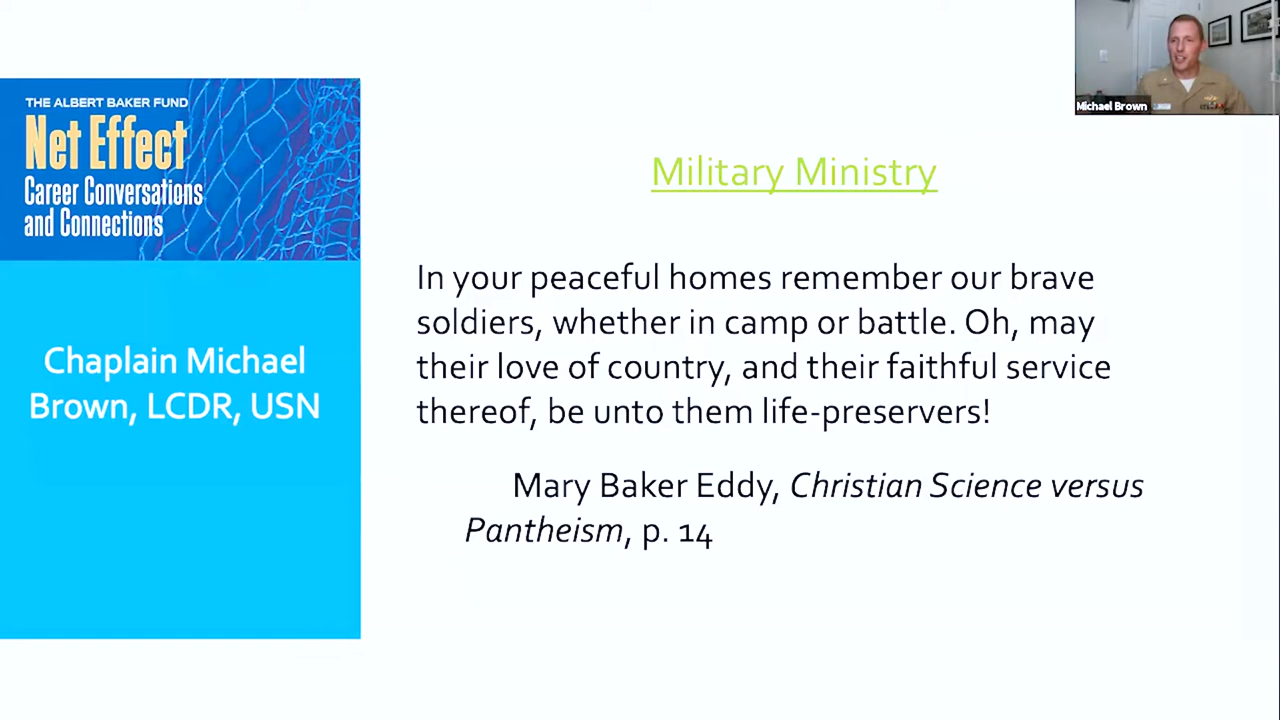 THE ALBERT BAKER FUND
Net Effect
Career Conversations
and Connections
Chaplain Michael
Brown, LCDR, USN
Military Ministry
In your peaceful homes remember our brave
soldiers, whether in camp or battle. Oh, may
their love of country, and their faithful service
thereof, be unto them life-preservers!
Mary Baker Eddy, Christian Science versus
Pantheism, p. 14
Michael Brown